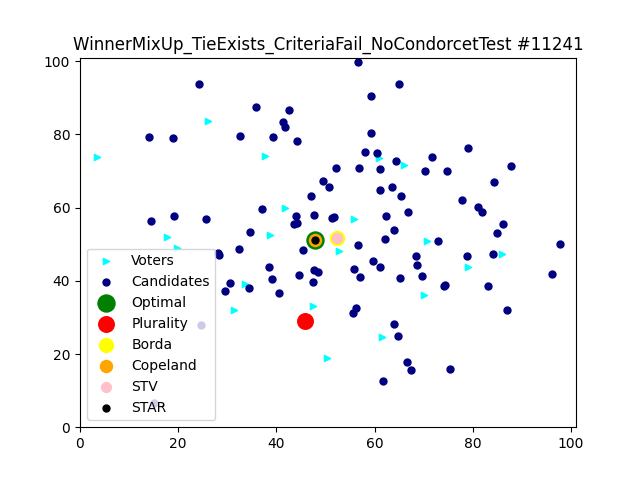 WinnerMixUp_TieExists_CriteriaFail_NoCondorcetTest #11241
100
80
60
40
20
0
Voters
Candidates
Optimal
Plurality
Borda
Copeland
STV
STAR
0 20 40 60 80 100